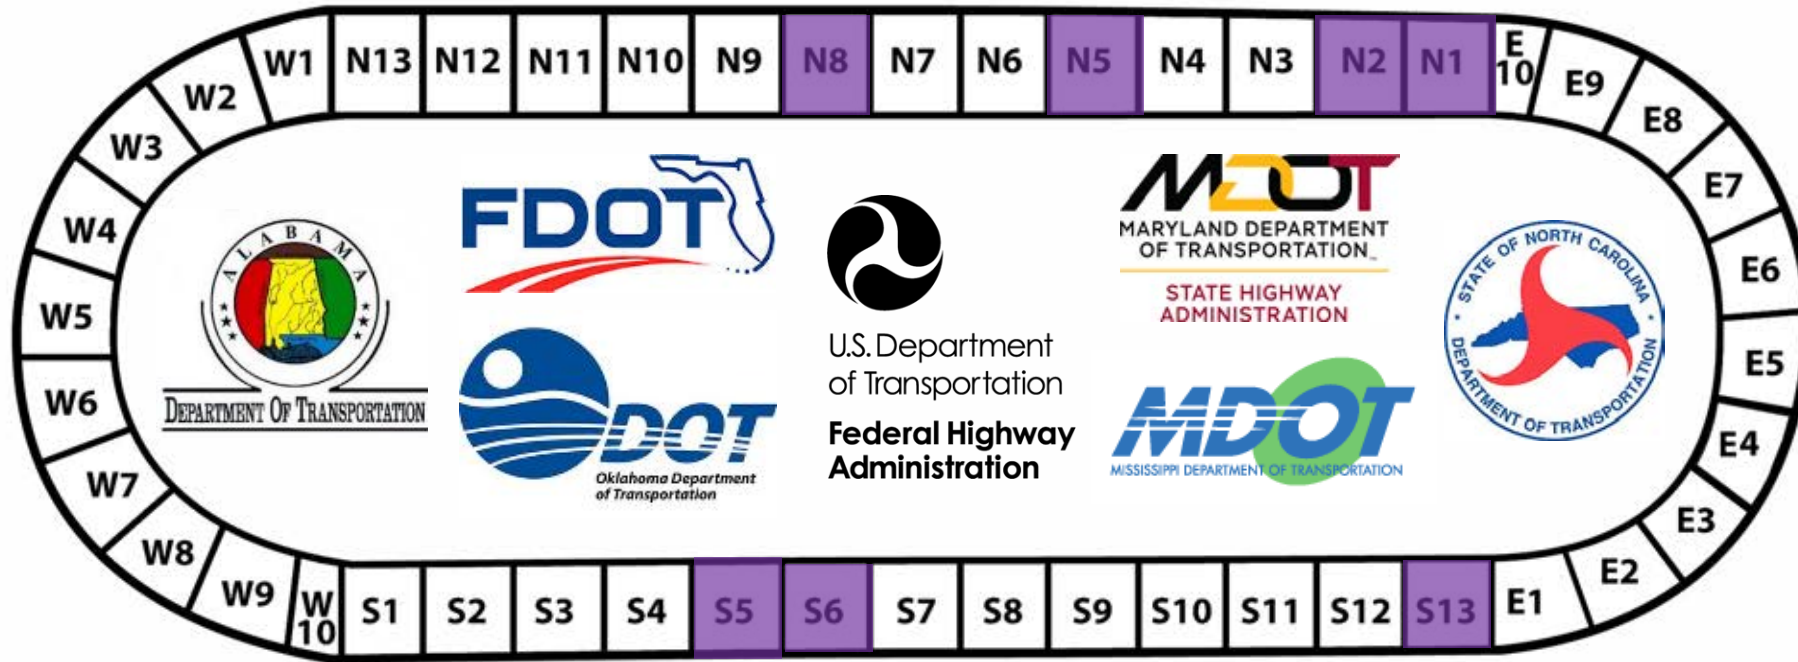 W1 N13 N12 N11 N10 N9 N8 N7 N6 N5 N4 N3 N2 N1 E
10 E9
W2 E8
W3 E7
W4 E6
W5 E5
W6 E4
W7 E3
W8 E2
W9 W
10 S1 S2 S3 S4 S5 S6 S7 S8 S9 S10 S11 S12 S13 E1
ALABAMA
DEPARTMENT OF TRANSPORTATION
FDOT
DOT
Oklahoma Department
of Transportation
U.S. Department
of Transportation
Federal Highway
Administration
MDOT
MARYLAND DEPARTMENT
OF TRANSPORTATION
STATE HIGHWAY
ADMINISTRATION
MDOT
MISSISSIPPI DEPARTMENT OF TRANSPORTATION
STATE OF NORTH CAROLINA
DEPARTMENT OF TRANSPORTATION